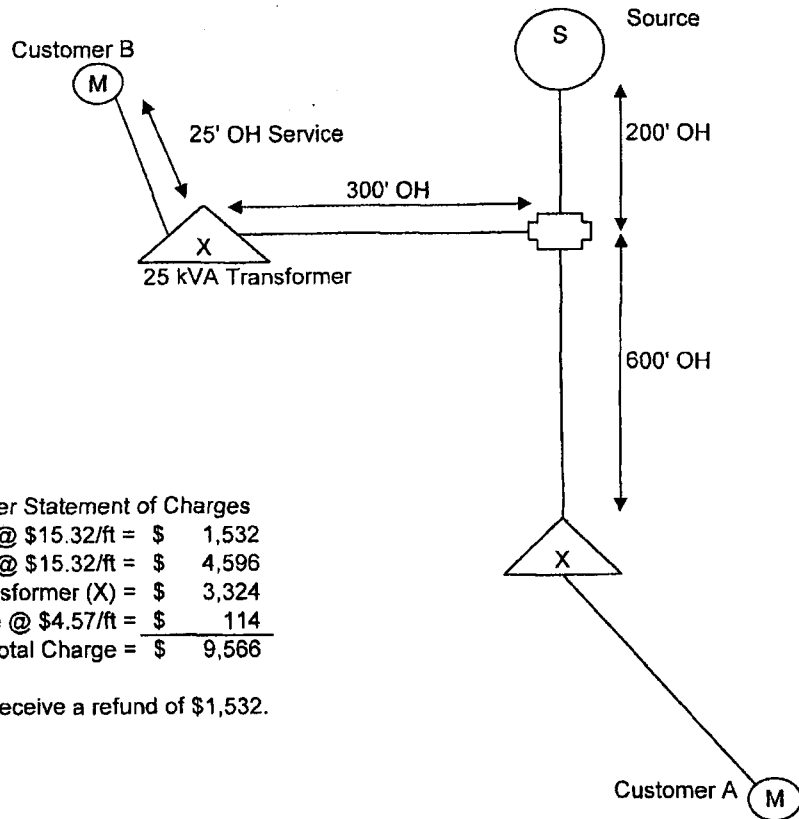 S
Source
Customer B
M
25' OH Service
200' OH
300' OH
X
25 kVA Transformer
600' OH
er Statement of Charges
@ $15.32/ft = $ 1,532
@ $15.32/ft = $ 4,596
sformer (X) = $ 3,324
@ $4.57/ft = $ 114
otal Charge = $ 9,566
eceive a refund of $1,532.
X
Customer A
M